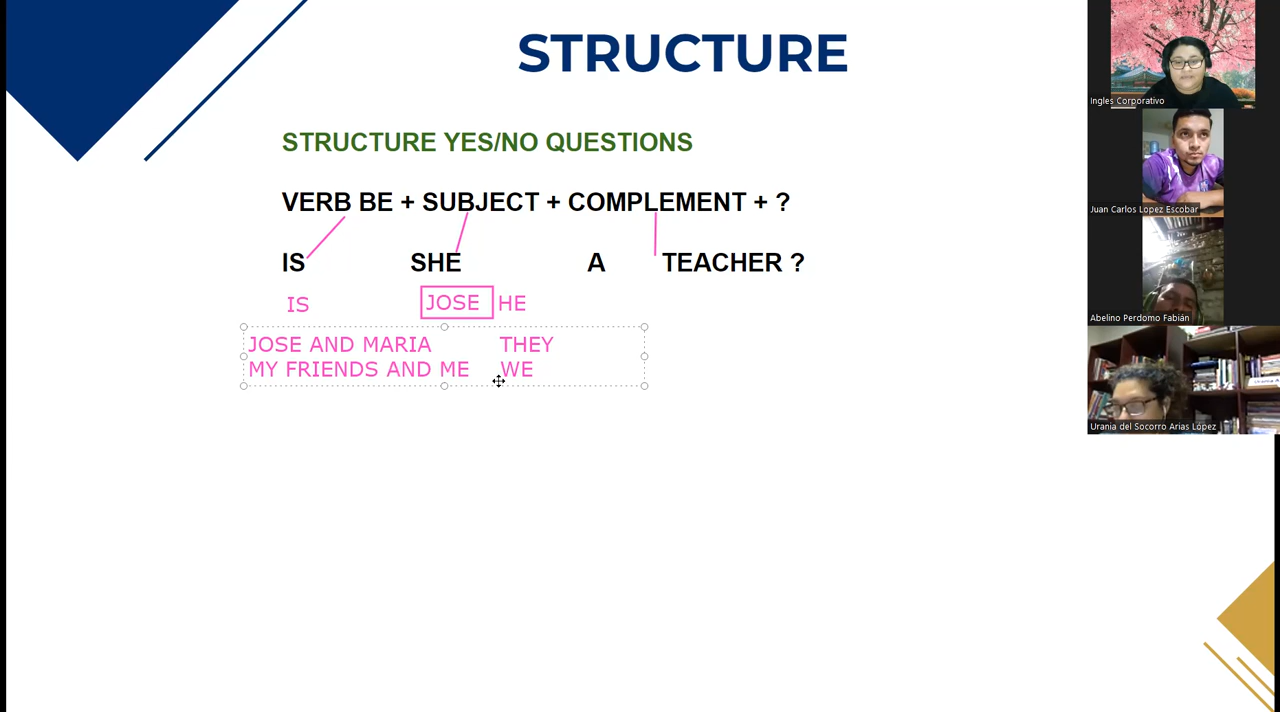 STRUCTURE
STRUCTURE YES/NO QUESTIONS
VERB BE + SUBJECT + COMPLEMENT + ?
IS SHE A TEACHER ?
IS JOSE HE
JOSE AND MARIA THEY
MY FRIENDS AND ME WE
Ingles Corporativo
Juan Carlos Lopez Escobar
Abelino Perdomo Fabián
Urania del Socorro Arias López